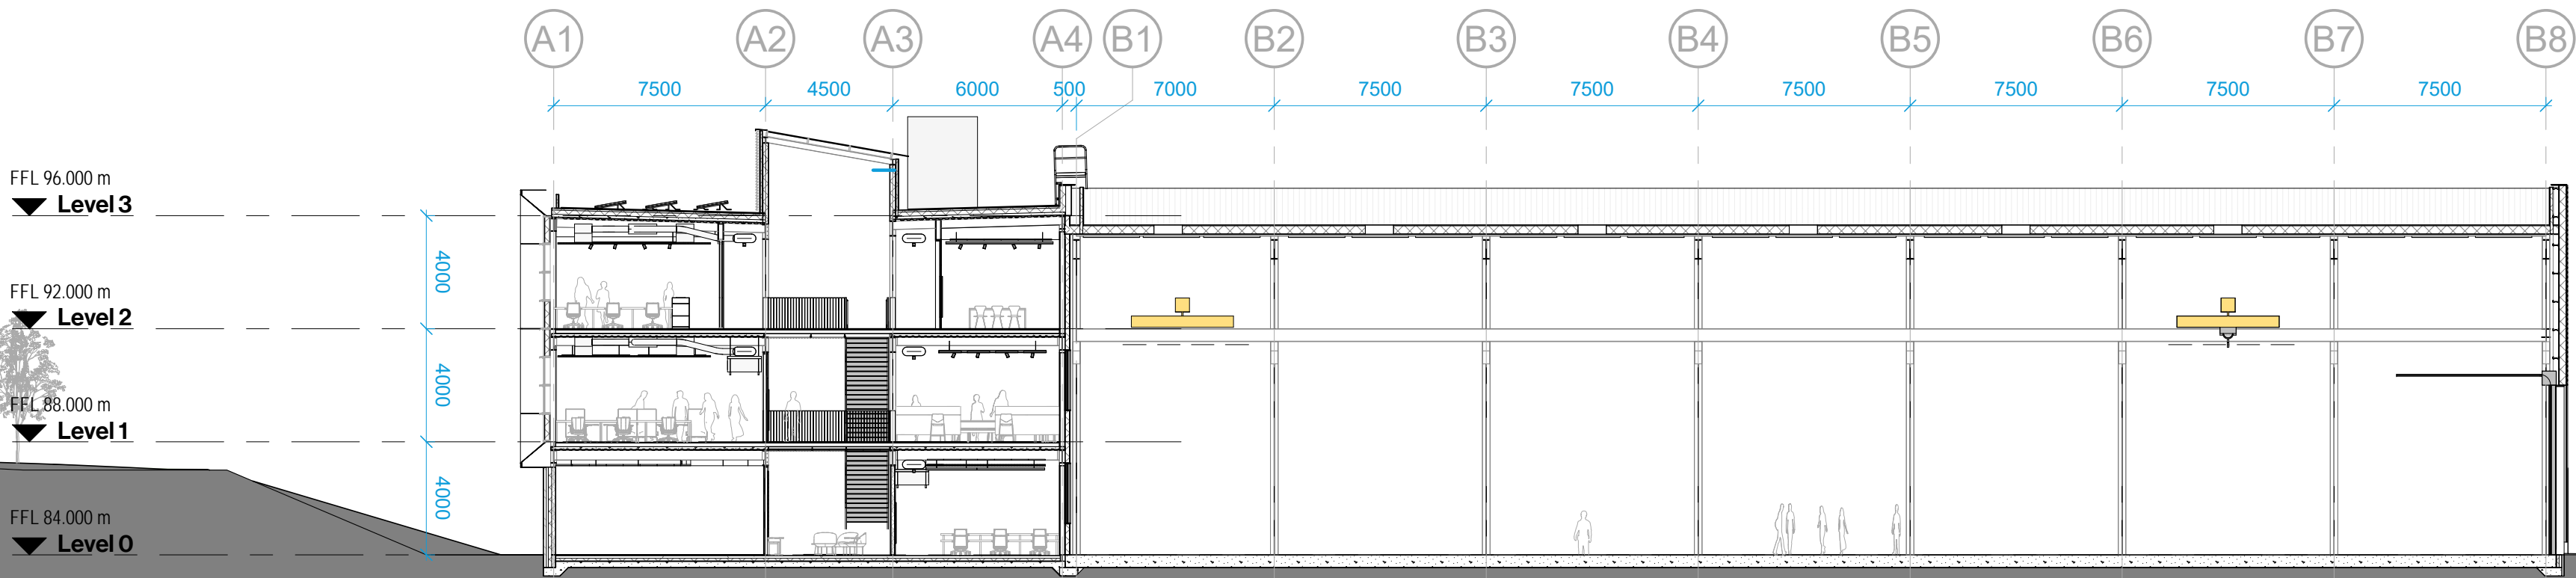 A1 A2 A3 A4 B1 B2 B3 B4 B5 B6 B7 B8
7500 4500 6000 500 7000 7500 7500 7500 7500 7500 7500
FFL 96.000 m
Level 3
4000
FFL 92.000 m
Level 2
4000
FFL 88.000 m
Level 1
4000
FFL 84.000 m
Level 0